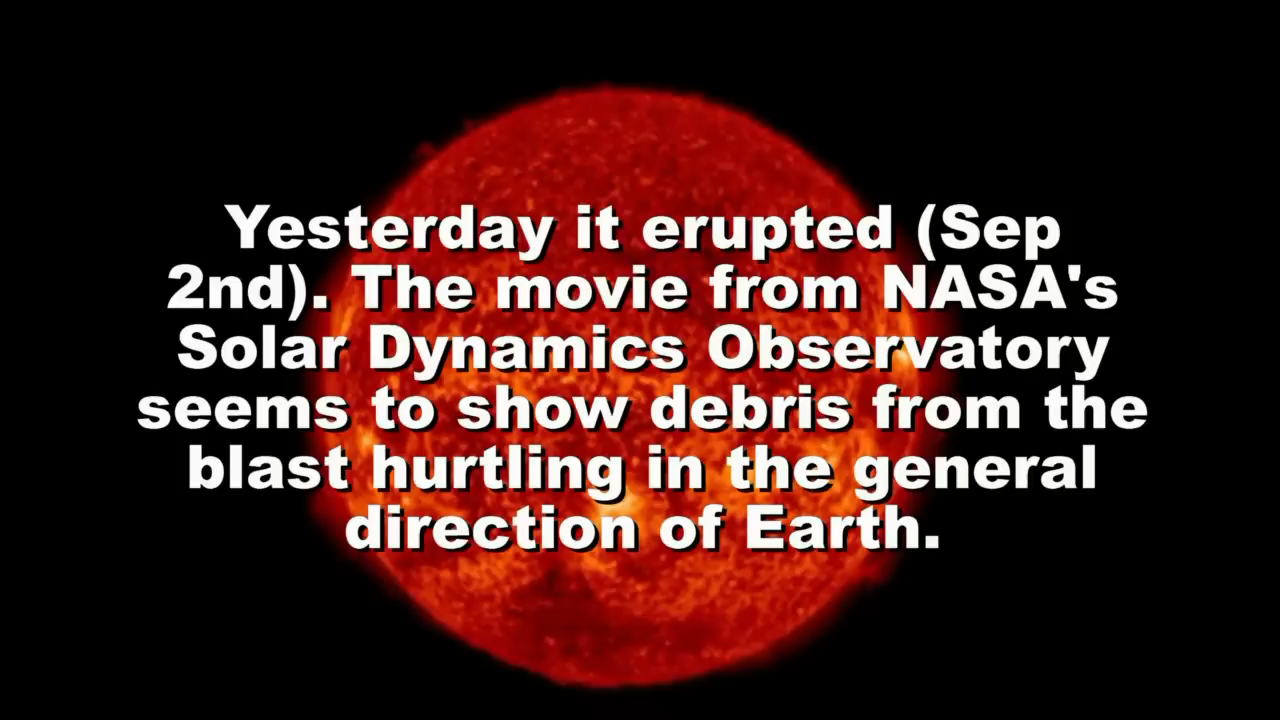 Yesterday it erupted (Sep
2nd). The movie from NASA's
Solar Dynamics Observatory
seems to show debris from the
blast hurtling in the general
direction of Earth.